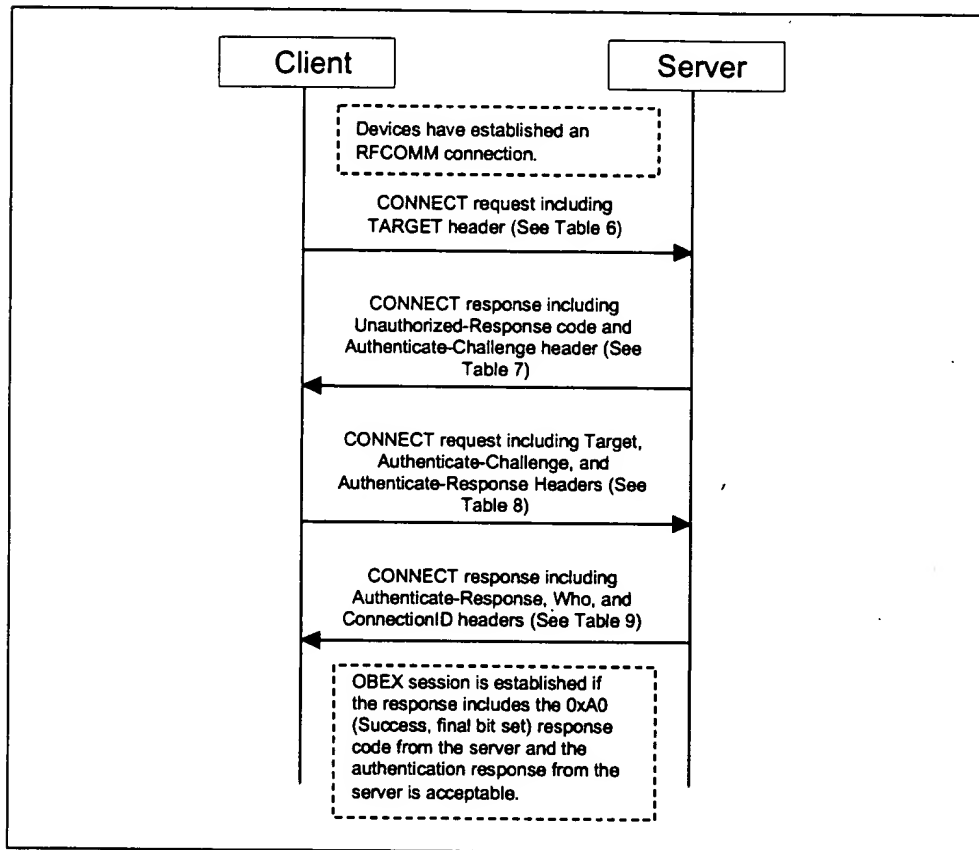 Client
Server
Devices have established an
RFCOMM connection.
CONNECT request including
TARGET header (See Table 6)
CONNECT response including
Unauthorized-Response code and
Authenticate-Challenge header (See
Table 7)
CONNECT request including Target,
Authenticate-Challenge, and
Authenticate-Response Headers (See
Table 8)
CONNECT response including
Authenticate-Response, Who, and
ConnectionID headers (See Table 9)
OBEX session is established if
the response includes the 0xA0
(Success, final bit set) response
code from the server and the
authentication response from the
server is acceptable.